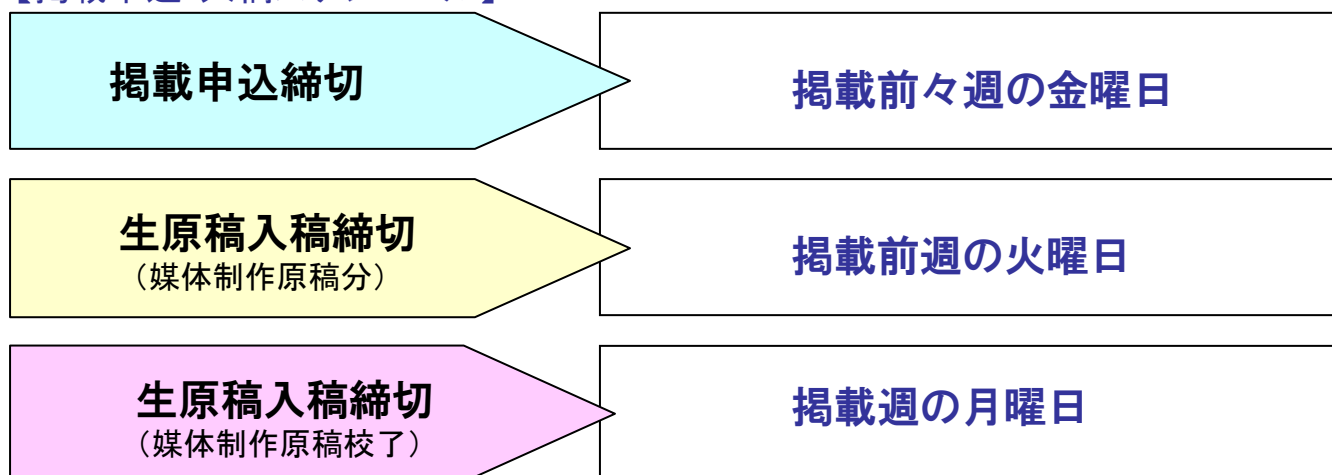 掲載申込締切
掲載前々週の金曜日
生原稿入稿締切
(媒体制作原稿分)
掲載前週の火曜日
生原稿入稿締切
(媒体制作原稿校了)
掲載週の月曜日